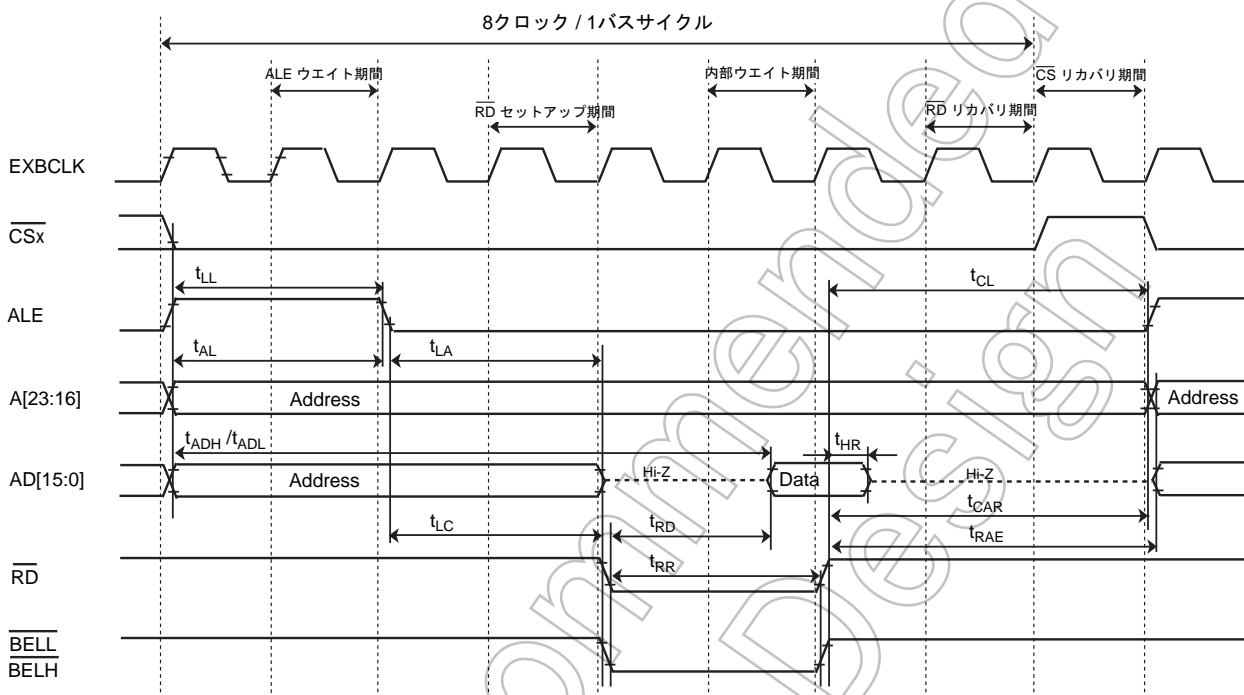 8クロック / 1バスサイクル
ALE ウエイト期間
内部ウエイト期間
CS リカバリ期間
RD セットアップ期間
RD リカバリ期間
EXBCLK
CSx
tLL
tCL
ALE
tAL
tLA
A[23:16]
Address
Address
tADH /tADL
tHR
AD[15:0]
Address
Hi-Z
Data
Hi-Z
tCAR
tLC
tRD
tRAE
tRR
RD
BELL
BELH